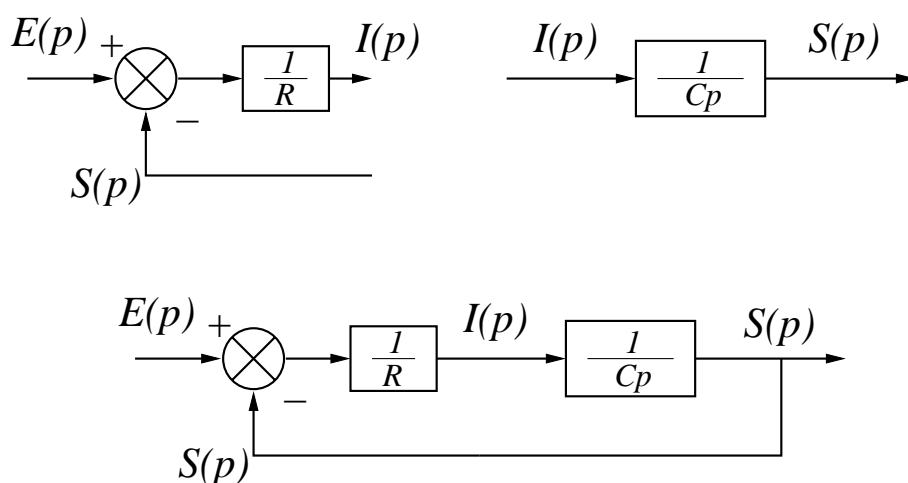 E(p) + 1 R I(p)
− S(p)
I(p) 1 Cp S(p)
E(p) + 1 R I(p) 1 Cp S(p)
− S(p)